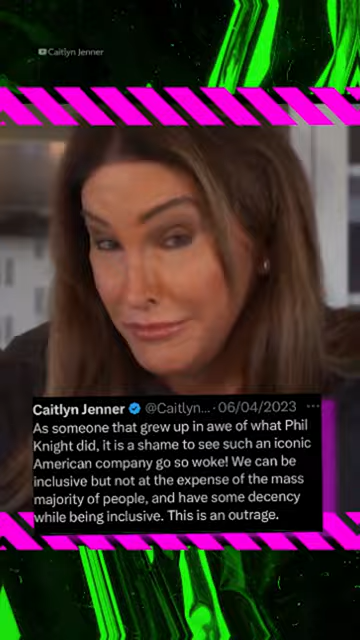 Caitlyn Jenner
Caitlyn Jenner @Caitlyn... · 06/04/2023 ...
As someone that grew up in awe of what Phil
Knight did, it is a shame to see such an iconic
American company go so woke! We can be
inclusive but not at the expense of the mass
majority of people, and have some decency
while being inclusive. This is an outrage.